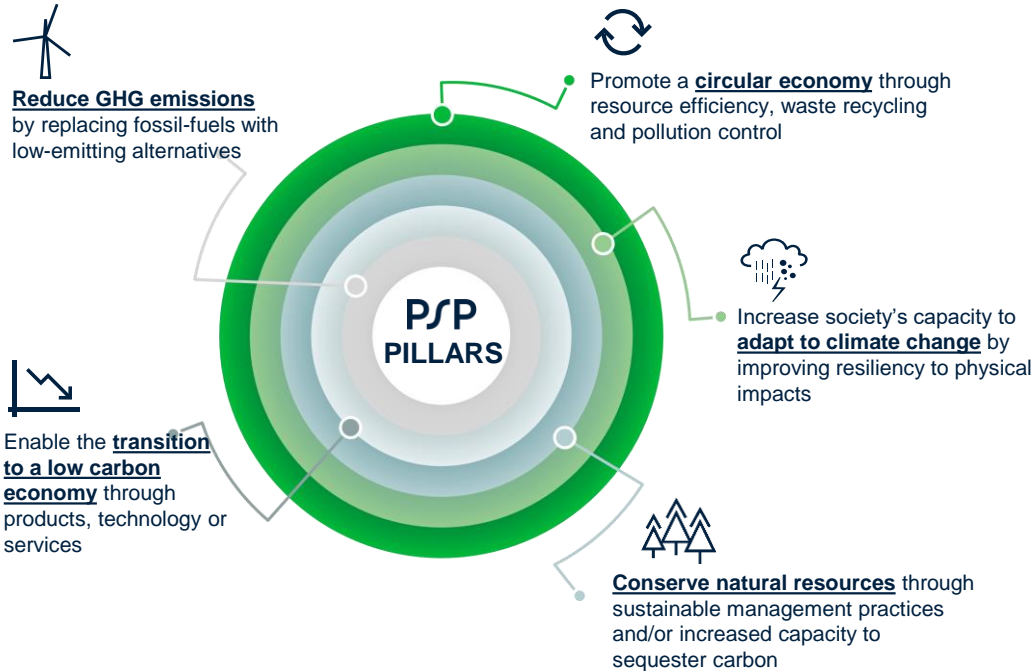 Reduce GHG emissions
by replacing fossil-fuels with
low-emitting alternatives
Promote a circular economy through
resource efficiency, waste recycling
and pollution control
PSP
PILLARS
Increase society's capacity to
adapt to climate change by
improving resiliency to physical
impacts
Enable the transition
to a low carbon
economy through
products, technology or
services
Conserve natural resources through
sustainable management practices
and/or increased capacity to
sequester carbon